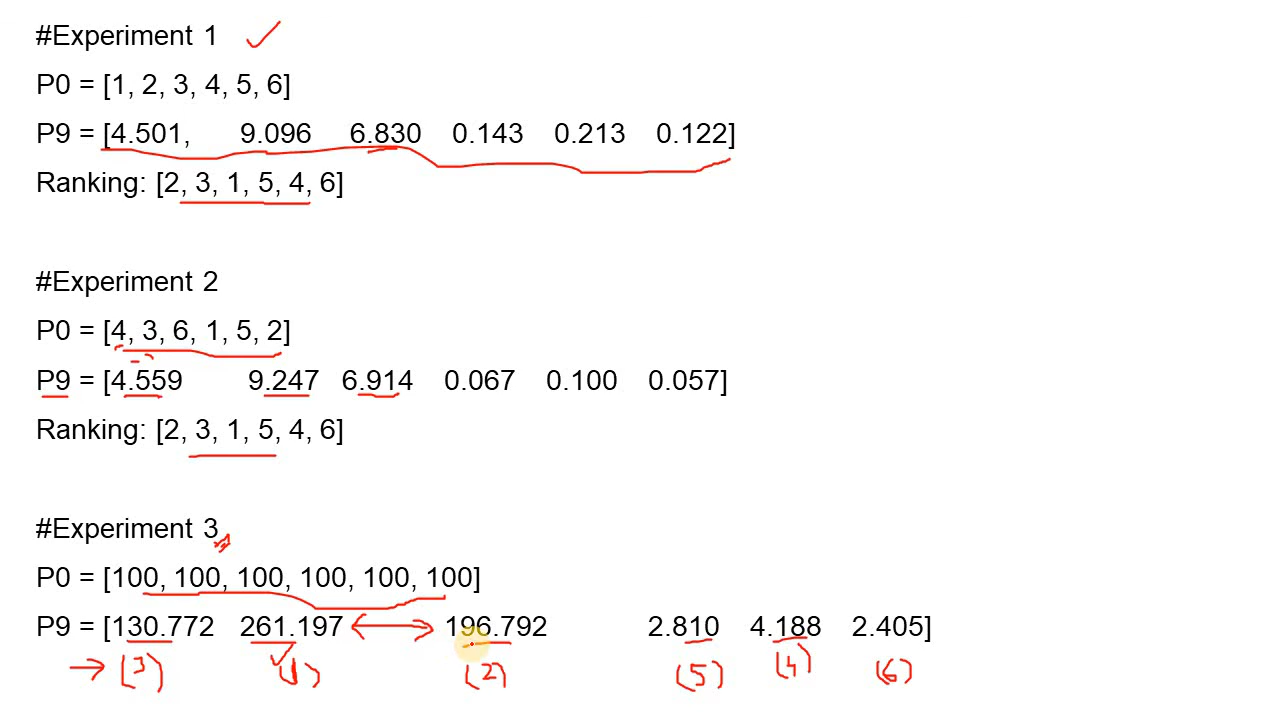 #Experiment 1
P0 = [1, 2, 3, 4, 5, 6]
P9 = [4.501, 9.096 6.830 0.143 0.213 0.122]
Ranking: [2, 3, 1, 5, 4, 6]
#Experiment 2
P0 = [4, 3, 6, 1, 5, 2]
P9 = [4.559 9.247 6.914 0.067 0.100 0.057]
Ranking: [2, 3, 1, 5, 4, 6]
#Experiment 3
P0 = [100, 100, 100, 100, 100, 100]
P9 = [130.772 261.197 196.792 2.810 4.188 2.405]
(3) (1) (2) (5) (4) (6)